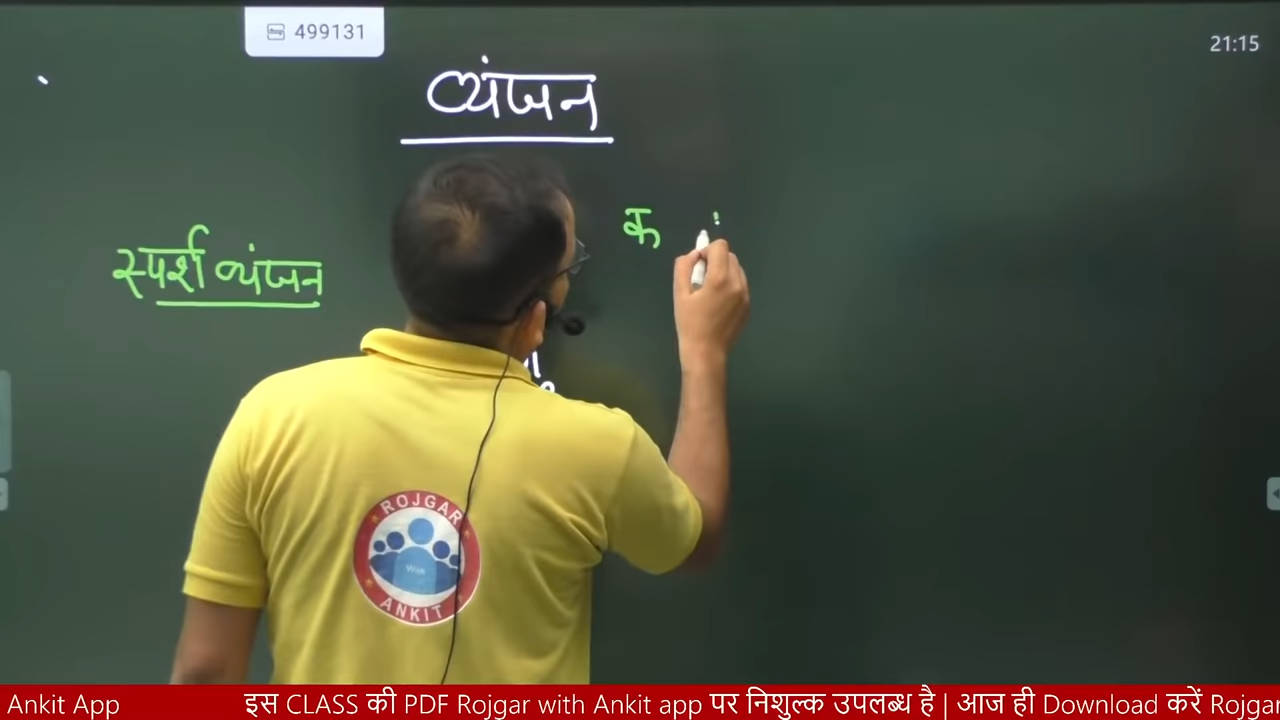 499131
21:15
व्यंजन
क
स्पर्श व्यंजन
ROJGAR
With
ANKIT
Ankit App इस CLASS की PDF Rojgar with Ankit app पर निशुल्क उपलब्ध है | आज ही Download करें Rojgar